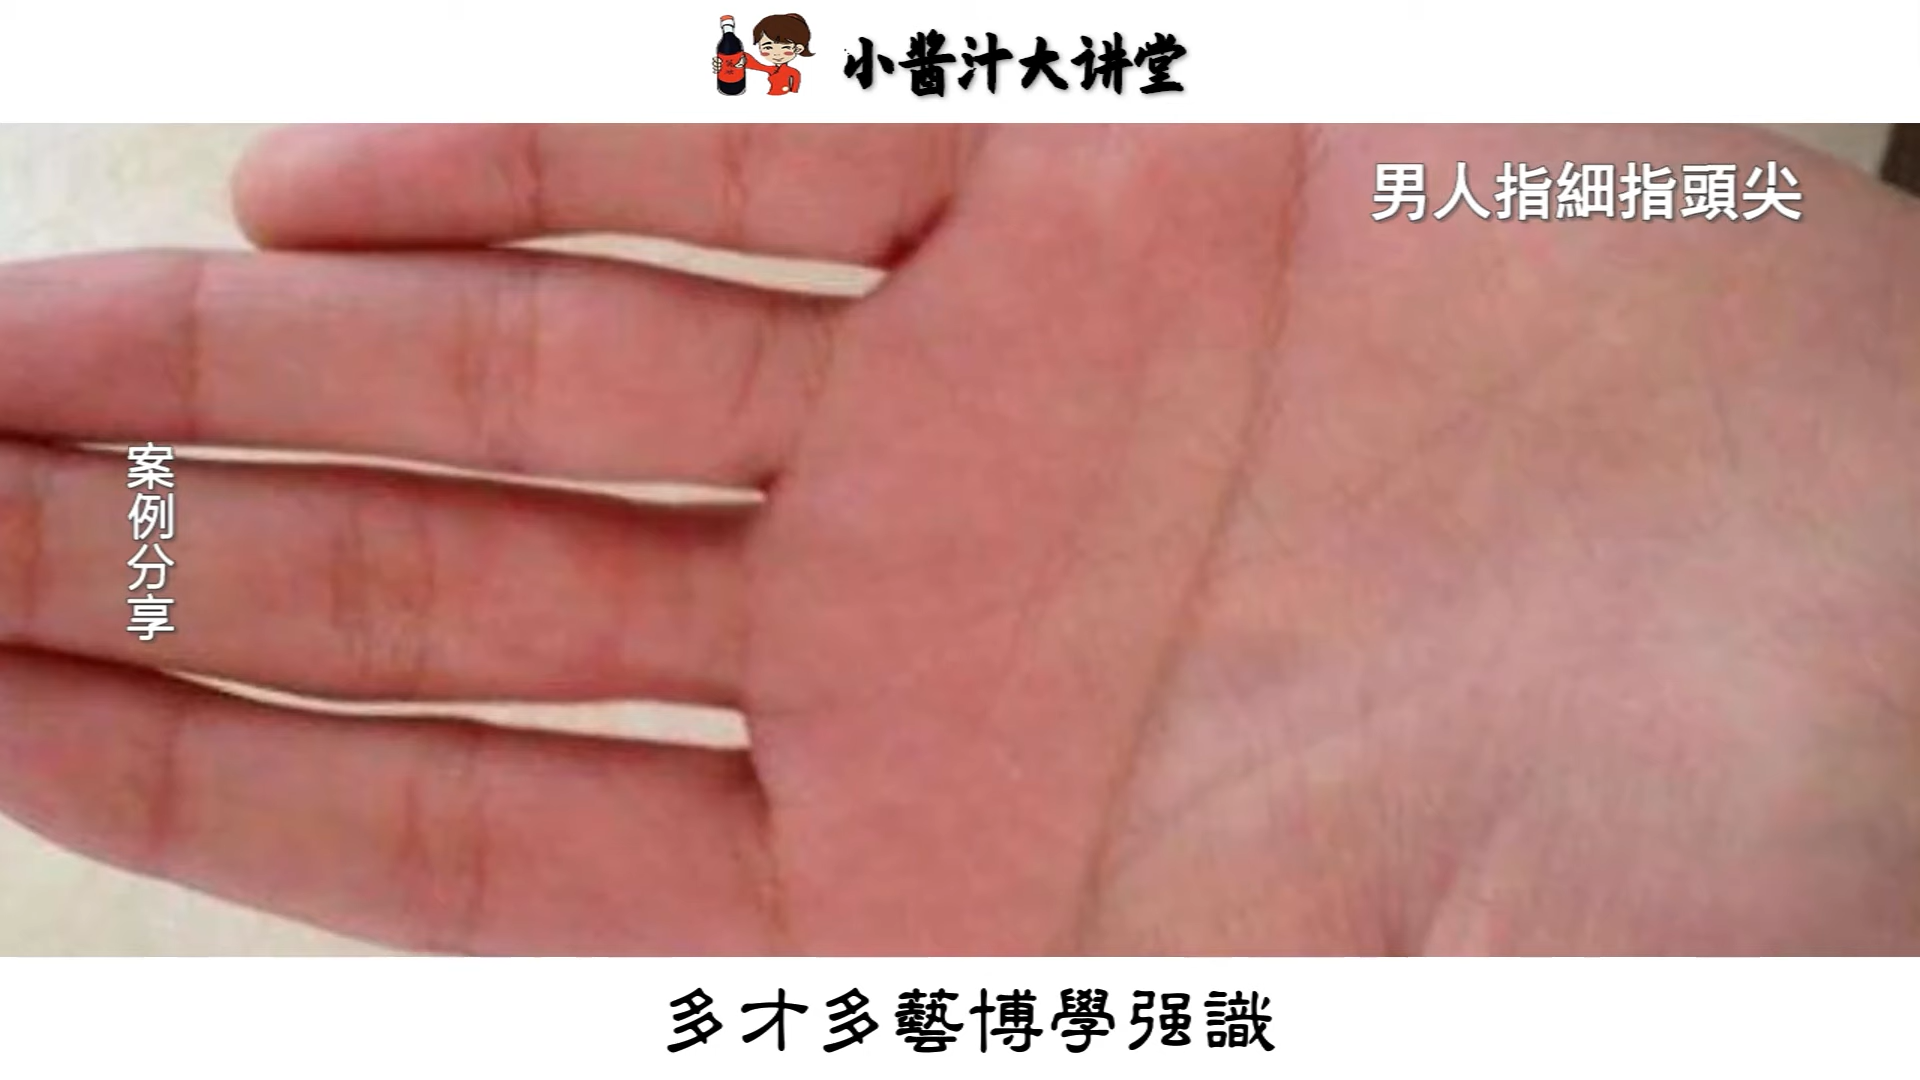 小酱汁大讲堂
男人指細指頭尖
案例分享
多才多藝博學强識